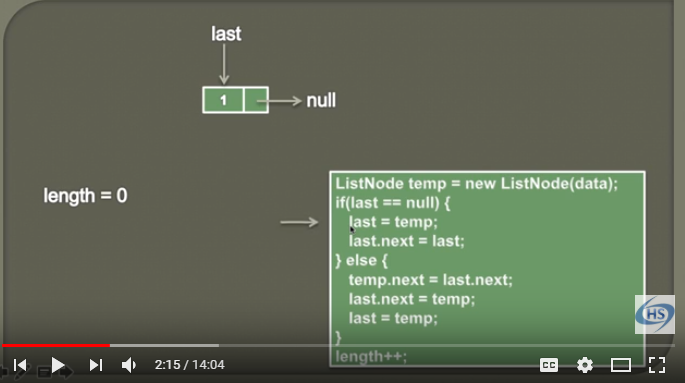 last
1
null
length = 0
ListNode temp = new ListNode(data);
if(last == null) {
last = temp;
last.next = last;
} else {
temp.next = last.next;
last.next = temp;
last = temp;
}
length++;
HS
2:15 / 14:04
CC